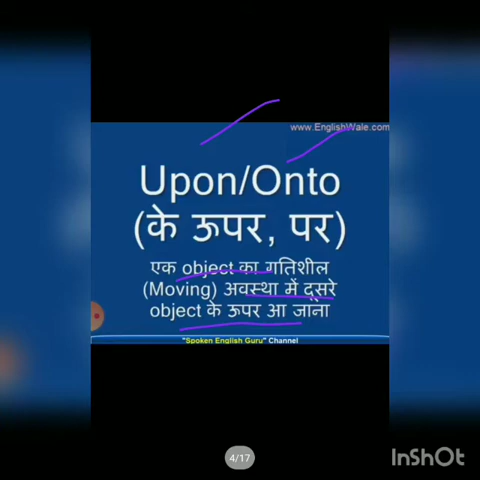 www.EnglishWale.com
Upon/Onto
(के ऊपर, पर)
एक object का गतिशील
(Moving) अवस्था में दूसरे
object के ऊपर आ जाना
"Spoken English Guru" Channel
4/17
InShOt